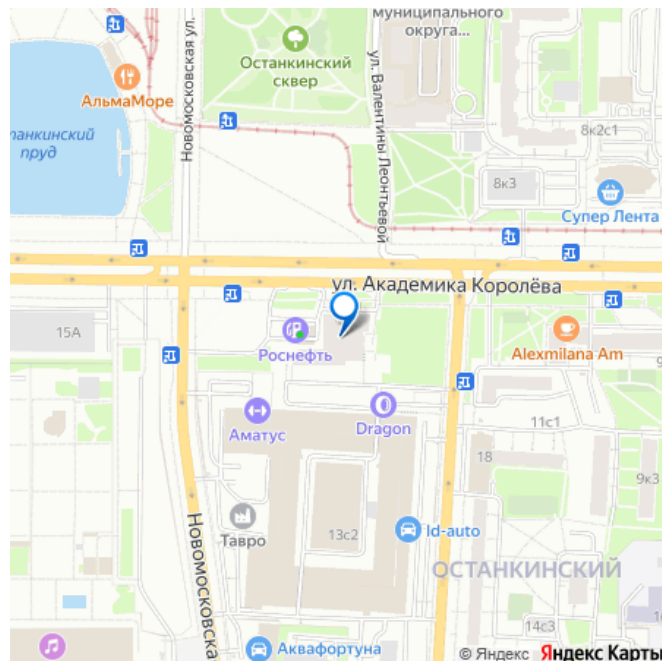 муниципального
округа...
Останкинский
сквер
АльмаМоре
Новомосковская ул.
ул. Валентины Леонтьевой
останкинский
пруд
8к2с1
8к3
Супер Лента
ул. Академика Королёва
15А
Роснефть
Alexmilana Am
Аматус
Dragon
11с1
18
9к3
Тавро
13с2
Id-auto
Новомосковска
ОСТАНКИНСКИЙ
14с3
Аквафортуна
© Яндекс Яндекс Карты